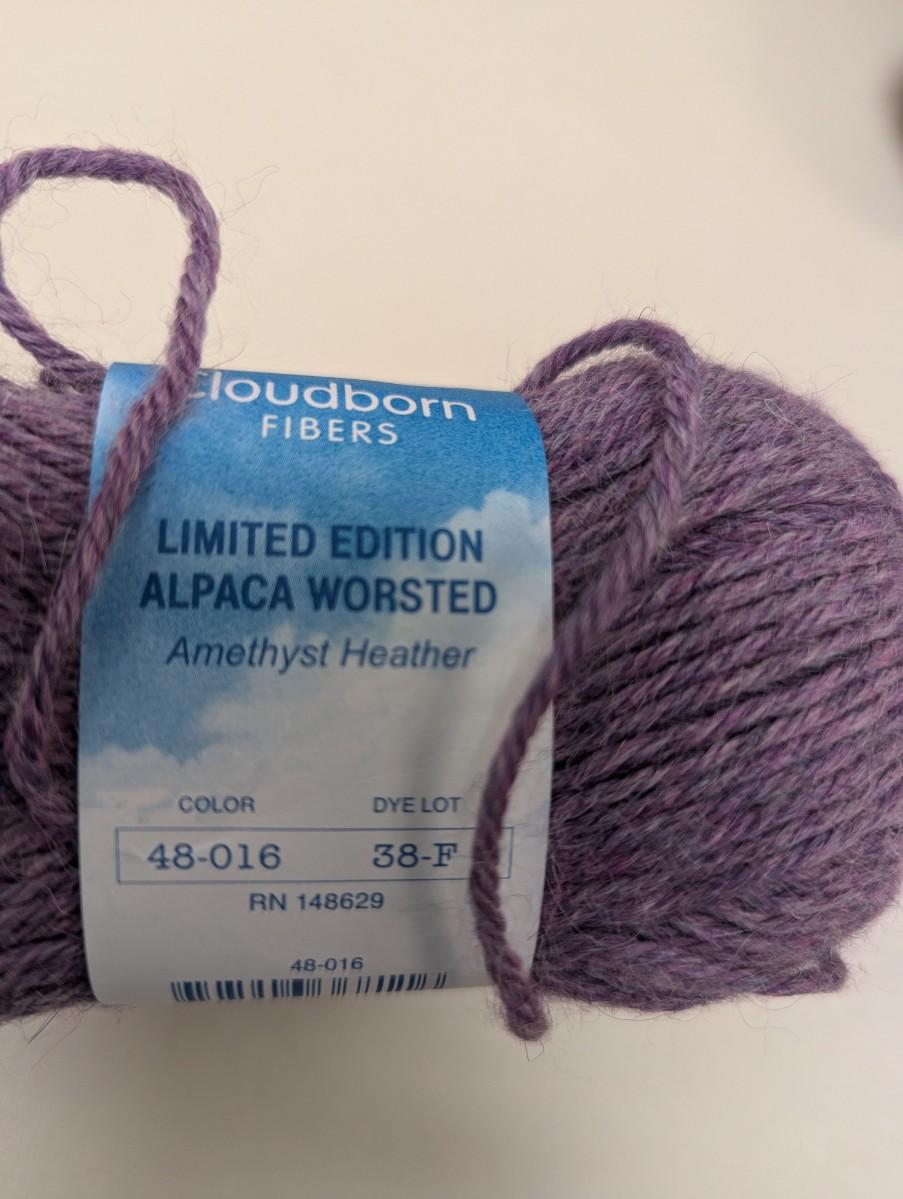 Cloudborn
FIBERS
LIMITED EDITION
ALPACA WORSTED
Amethyst Heather
COLOR DYE LOT
48-016 38-F
RN 148629
48-016